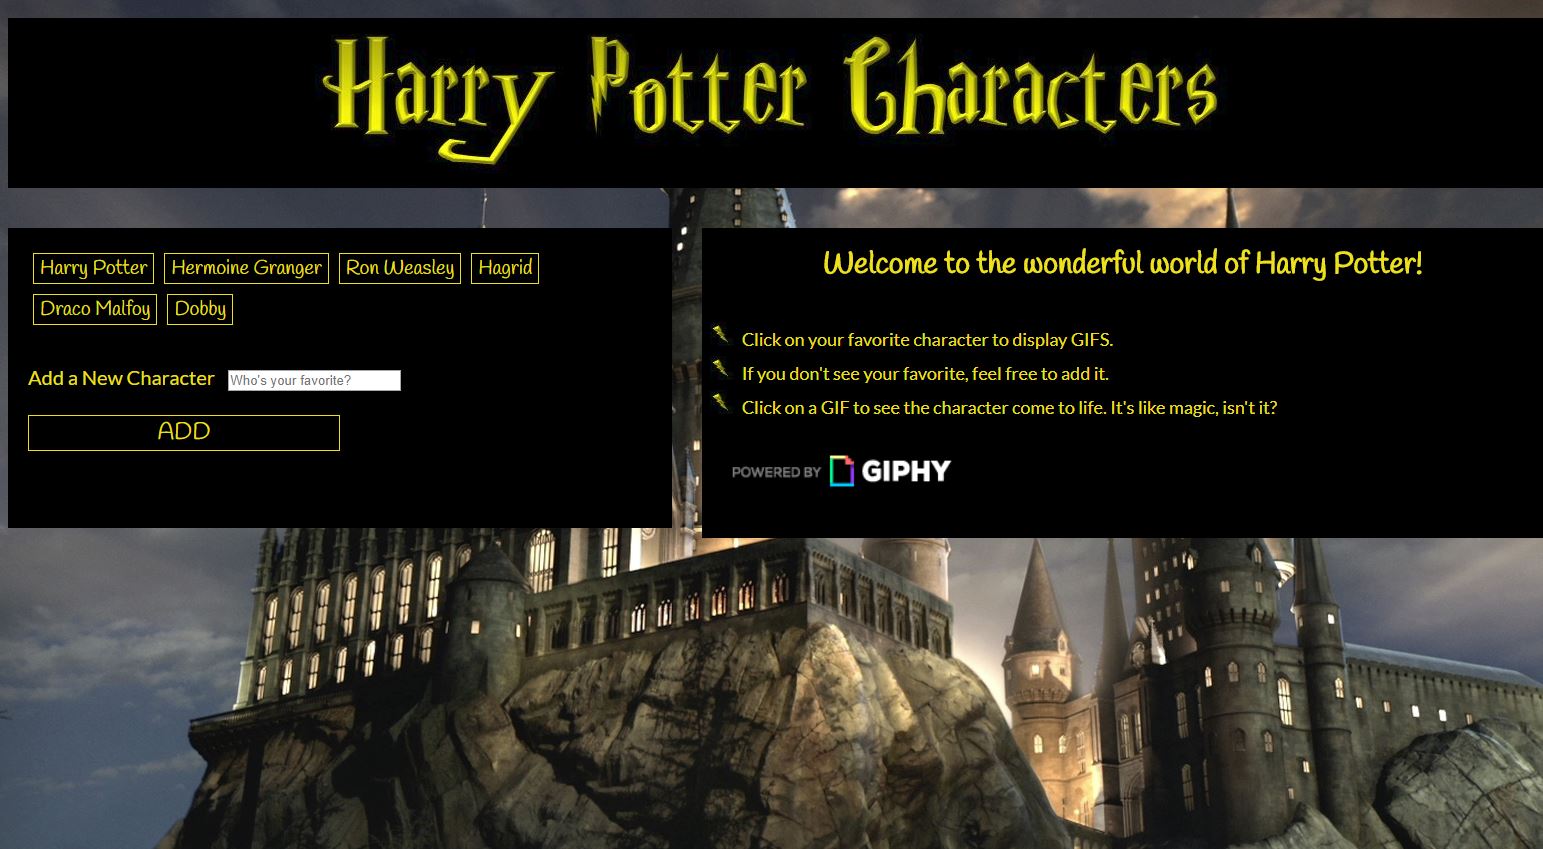 Harry Potter Characters
Harry Potter Hermoine Granger Ron Weasley Hagrid
Draco Malfoy Dobby
Add a New Character Who's your favorite?
ADD
Welcome to the wonderful world of Harry Potter!
Click on your favorite character to display GIFS.
If you don't see your favorite, feel free to add it.
Click on a GIF to see the character come to life. It's like magic, isn't it?
POWERED BY GIPHY